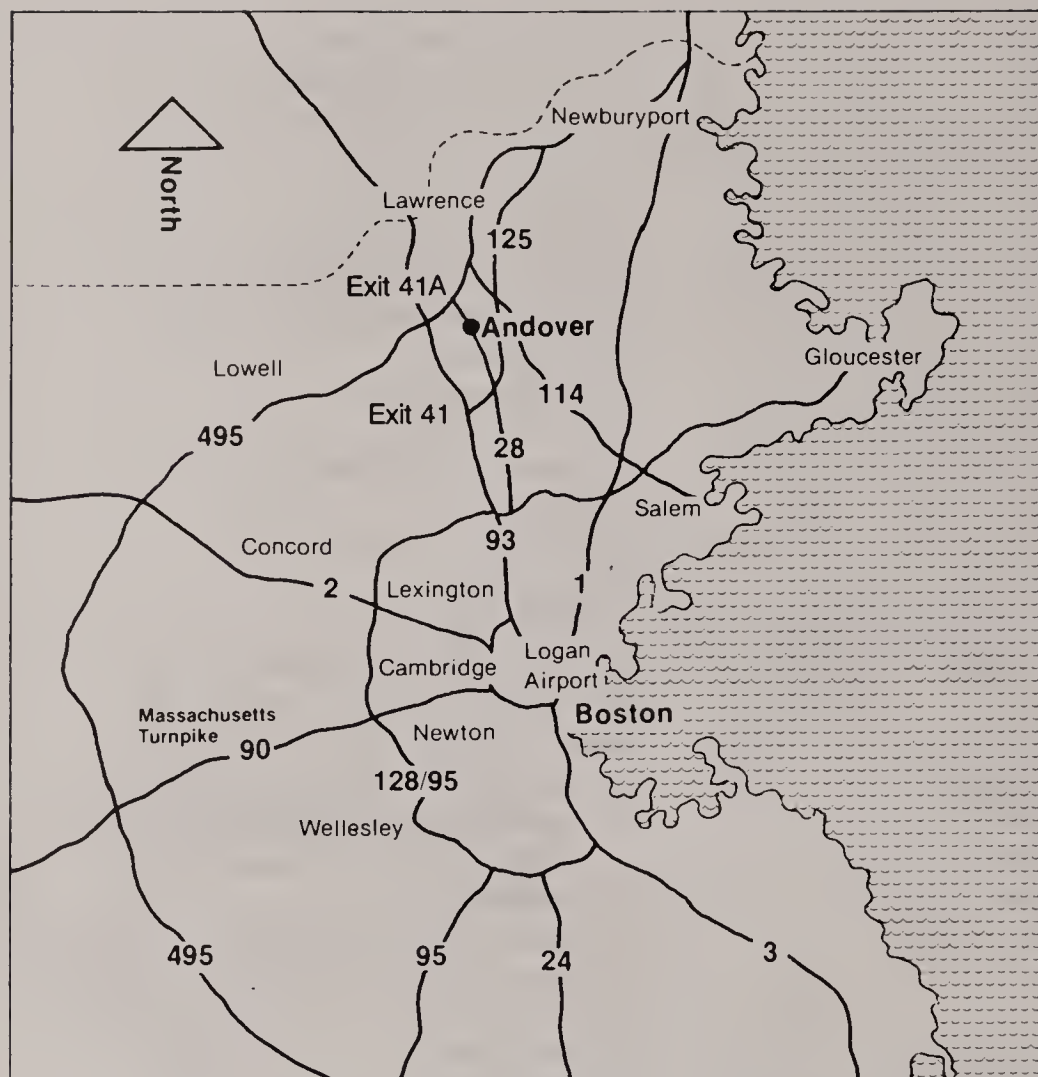 Newburyport
North
Lawrence
125
Exit 41A
Andover
Gloucester
Lowell
114
Exit 41
495
28
Salem
93
Concord
2
Lexington
1
Logan
Airport
Cambridge
Massachusetts
Turnpike
Boston
Newton
90
128/95
Wellesley
495
95
24
3